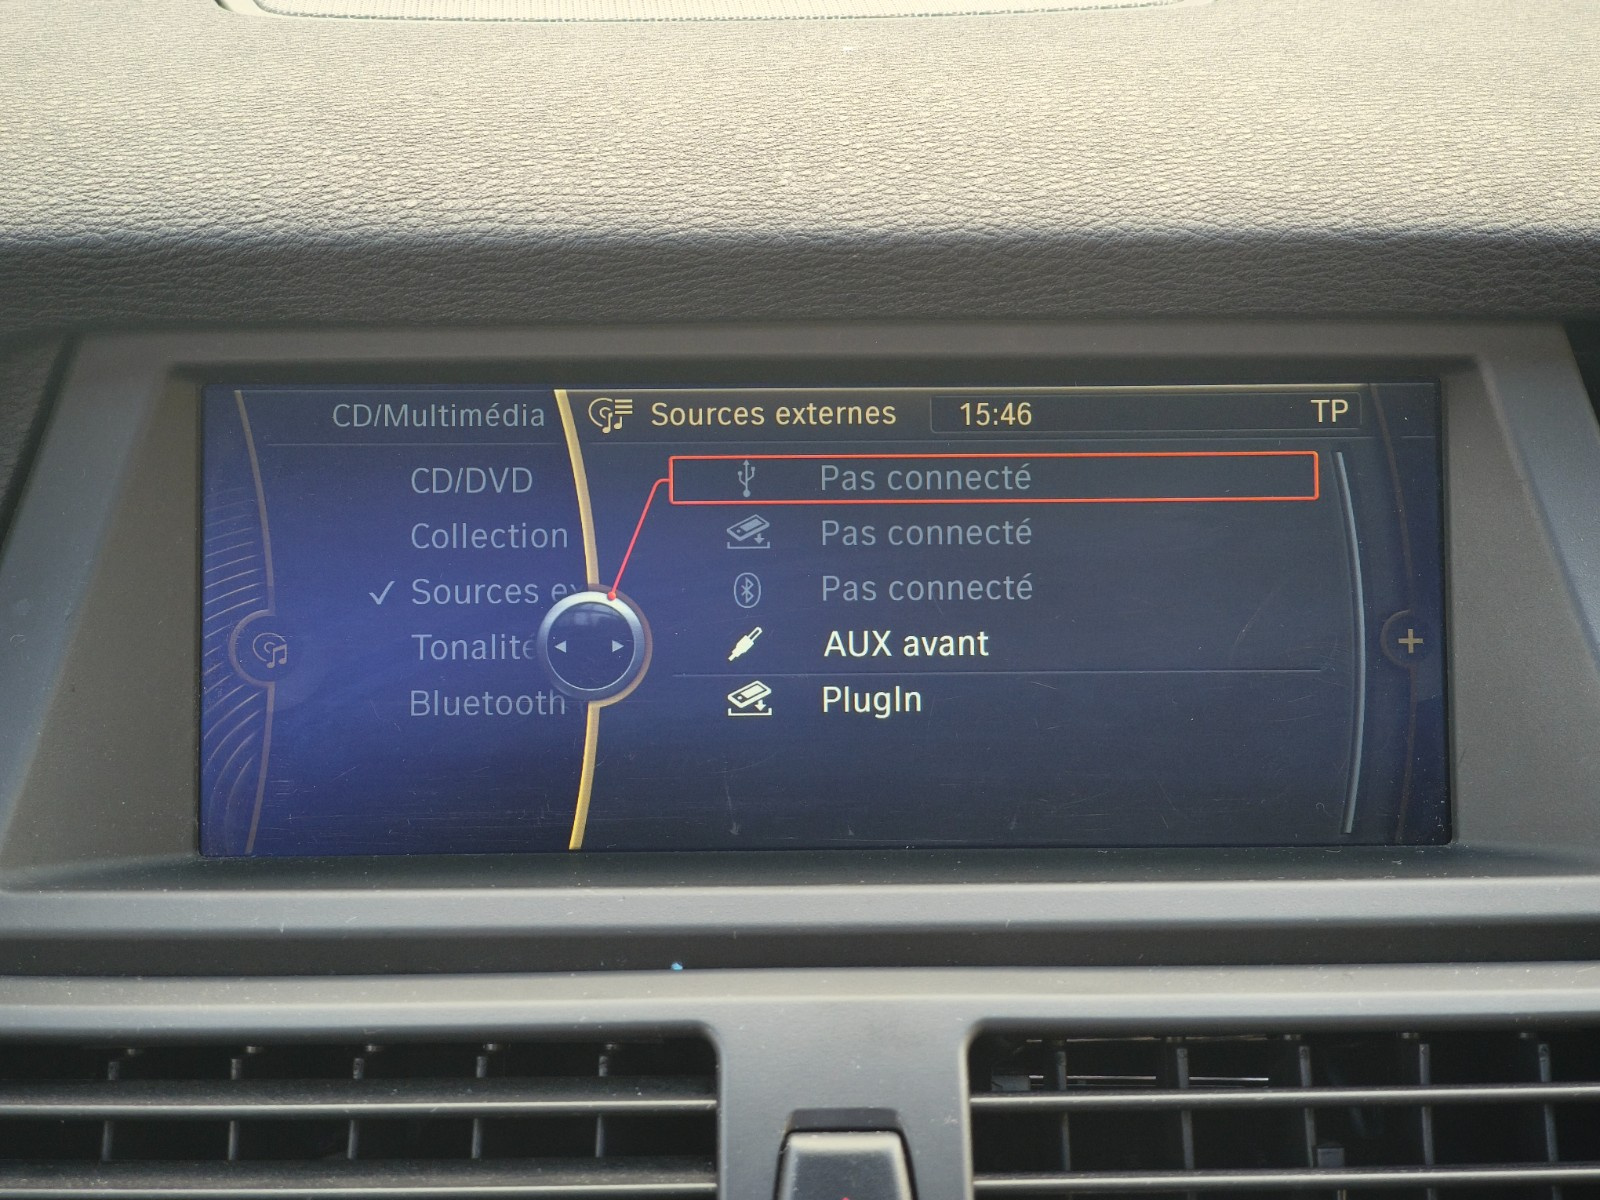 CD/Multimédia
Sources externes
15:46
TP
CD/DVD
Collection
✓ Sources ex
Tonalité
Bluetooth
Pas connecté
Pas connecté
Pas connecté
AUX avant
PlugIn
+